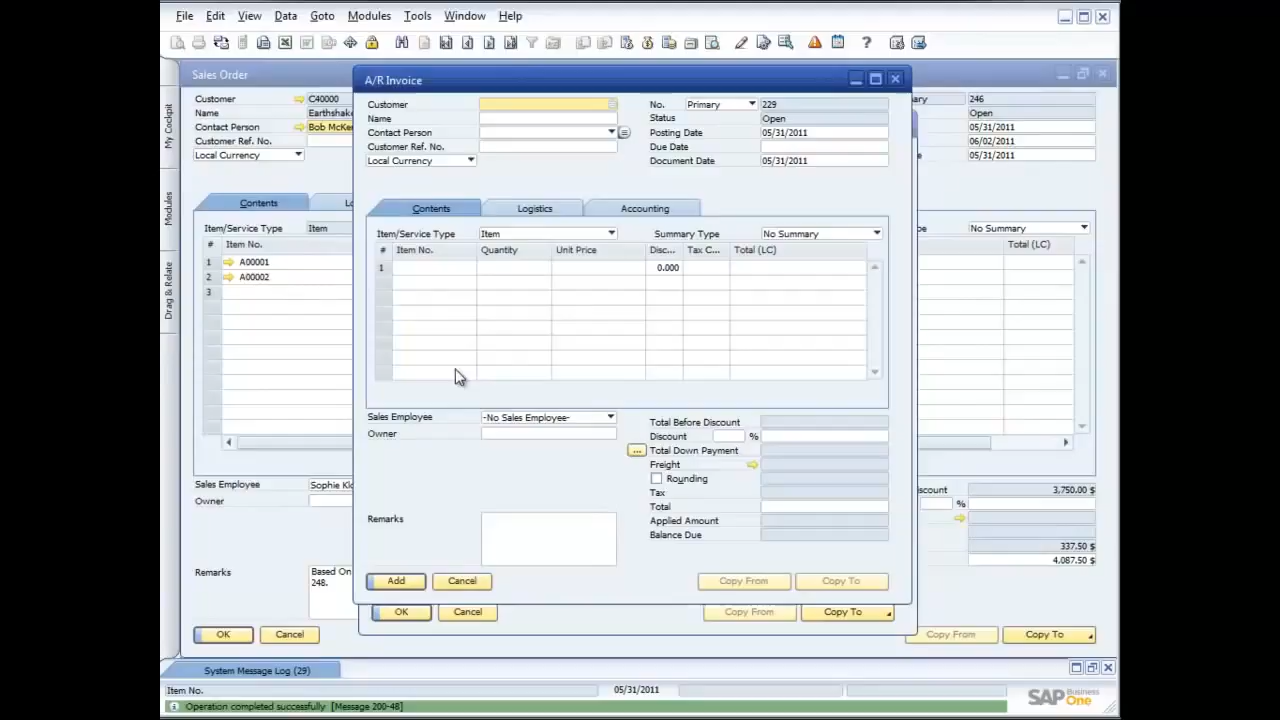 File Edit View Data Goto Modules Tools Window Help
Sales Order
A/R Invoice
My Cockpit
Modules
Drag & Relate
Customer C40000
Name Earthshake
Contact Person Bob McKe
Customer Ref. No.
Local Currency
Contents
Item/Service Type Item
# Item No.
1 A00001
2 A00002
3
Sales Employee Sophie Klo
Owner
Remarks Based On
248.
OK Cancel
Customer
Name
Contact Person
Customer Ref. No.
Local Currency
No. Primary 229
Status Open
Posting Date 05/31/2011
Due Date
Document Date 05/31/2011
Contents Logistics Accounting
Item/Service Type Item Summary Type No Summary
# Item No. Quantity Unit Price Disc... Tax C... Total (LC)
1 0.000
Sales Employee -No Sales Employee-
Owner
Total Before Discount
Discount %
... Total Down Payment
Freight
Rounding
Tax
Total
Applied Amount
Balance Due
Remarks
Add Cancel Copy From Copy To
OK Cancel Copy From Copy To
246
Open
05/31/2011
06/02/2011
05/31/2011
No Summary
Total (LC)
3,750.00 $
%
337.50 $
4,087.50 $
Copy From Copy To
System Message Log (29)
Item No. 05/31/2011
Operation completed successfully [Message 200-48]
SAP Business One